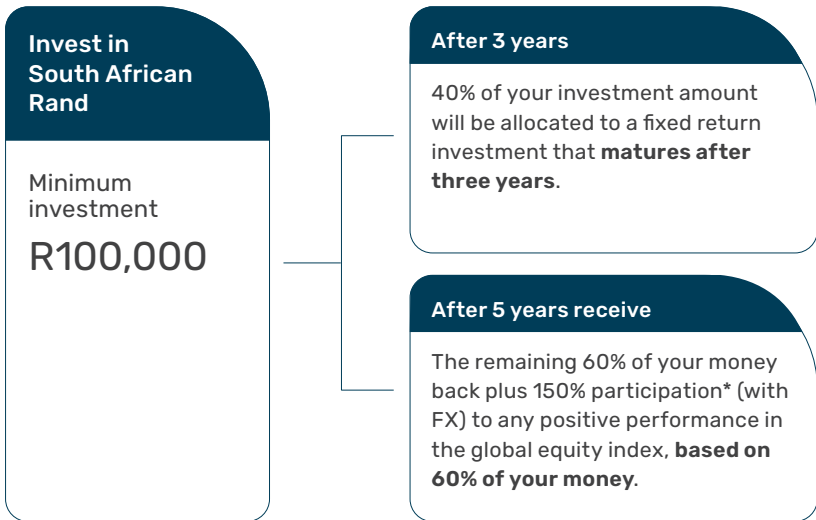 Invest in
South African
Rand
Minimum
investment
R100,000
After 3 years
40% of your investment amount
will be allocated to a fixed return
investment that matures after
three years.
After 5 years receive
The remaining 60% of your money
back plus 150% participation* (with
FX) to any positive performance in
the global equity index, based on
60% of your money.